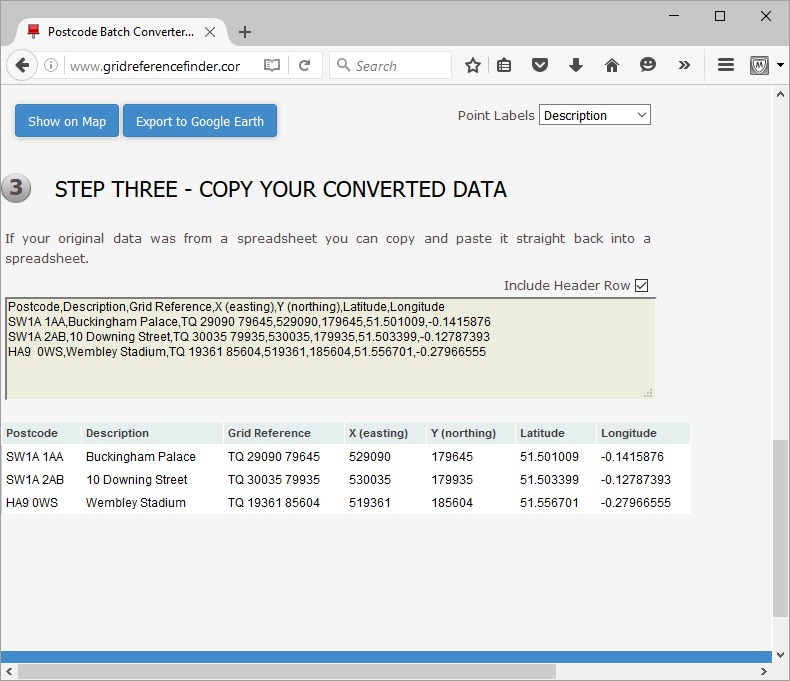 Postcode Batch Converter...
www.gridreferencefinder.cor
Search
Show on Map
Export to Google Earth
Point Labels
Description
3
STEP THREE - COPY YOUR CONVERTED DATA
If your original data was from a spreadsheet you can copy and paste it straight back into a
spreadsheet.
Include Header Row
Postcode,Description,Grid Reference,X (easting),Y (northing),Latitude,Longitude
SW1A 1AA,Buckingham Palace,TQ 29090 79645,529090,179645,51.501009,-0.1415876
SW1A 2AB,10 Downing Street,TQ 30035 79935,530035,179935,51.503399,-0.12787393
HA9  0WS,Wembley Stadium,TQ 19361 85604,519361,185604,51.556701,-0.27966555
Postcode Description Grid Reference X (easting) Y (northing) Latitude Longitude
SW1A 1AA Buckingham Palace TQ 29090 79645 529090 179645 51.501009 -0.1415876
SW1A 2AB 10 Downing Street TQ 30035 79935 530035 179935 51.503399 -0.12787393
HA9 0WS Wembley Stadium TQ 19361 85604 519361 185604 51.556701 -0.27966555